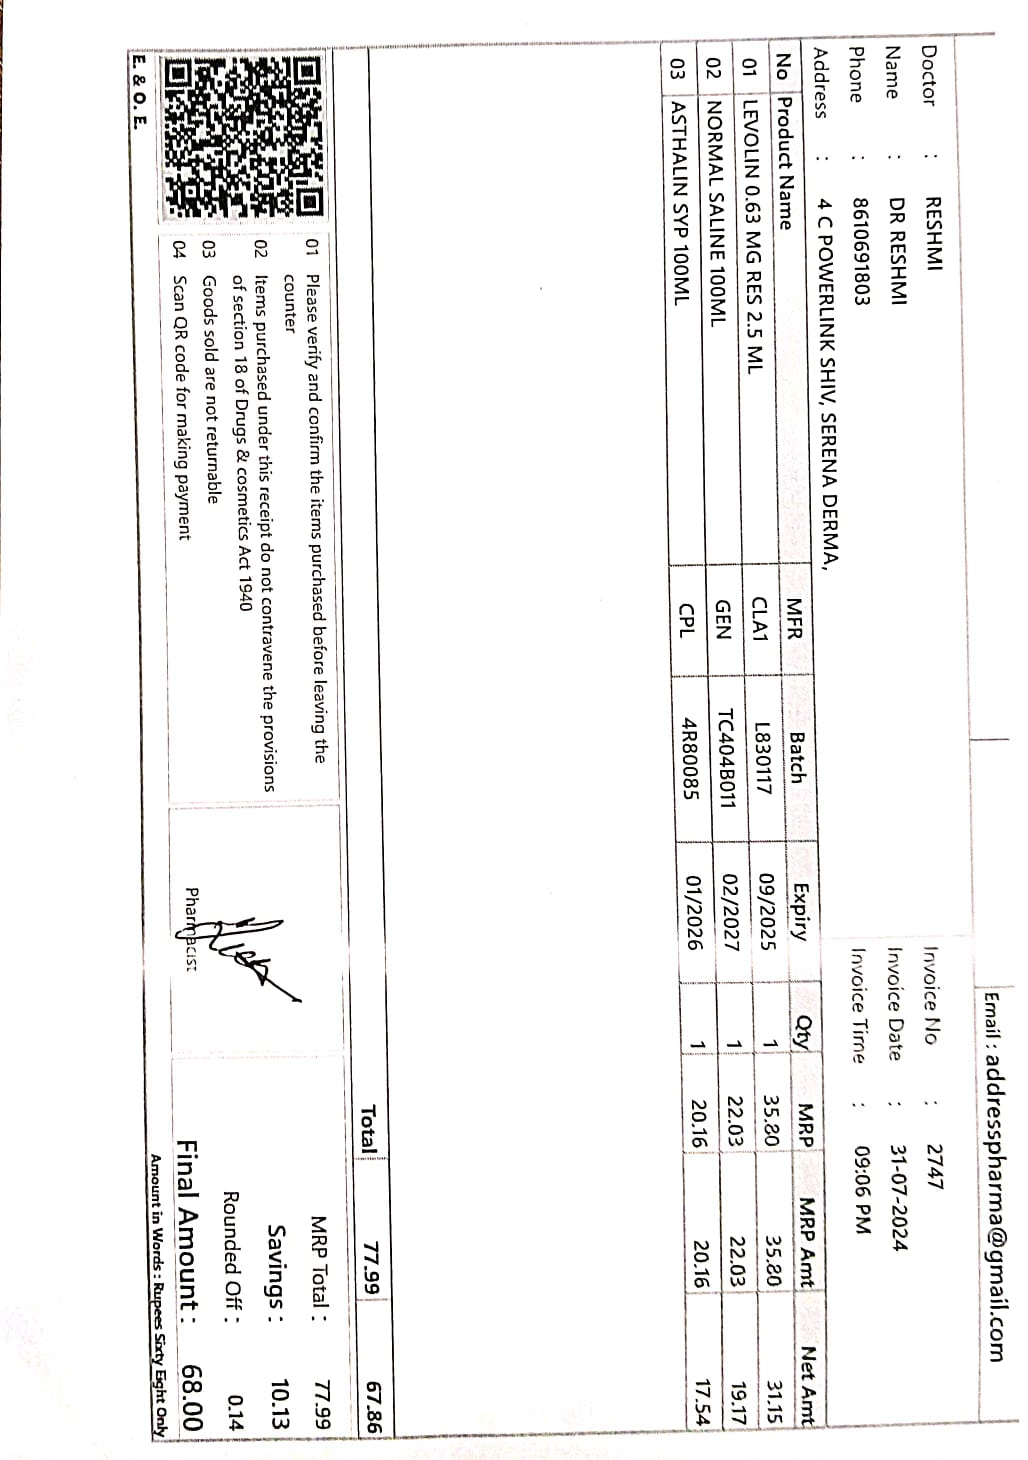 Email : addresspharma@gmail.com
Doctor : RESHMI
Name : DR RESHMI
Phone : 8610691803
Address : 4 C POWERLINK SHIV, SERENA DERMA,
Invoice No : 2747
Invoice Date : 31-07-2024
Invoice Time : 09:06 PM
No Product Name MFR Batch Expiry Qty MRP MRP Amt Net Amt
01 LEVOLIN 0.63 MG RES 2.5 ML CLA1 L830117 09/2025 1 35.80 35.80 31.15
02 NORMAL SALINE 100ML GEN TC404B011 02/2027 1 22.03 22.03 19.17
03 ASTHALIN SYP 100ML CPL 4R80085 01/2026 1 20.16 20.16 17.54
Total 77.99 67.86
01 Please verify and confirm the items purchased before leaving the
counter
02 Items purchased under this receipt do not contravene the provisions
of section 18 of Drugs & cosmetics Act 1940
03 Goods sold are not returnable
04 Scan QR code for making payment
Pharmacist
MRP Total : 77.99
Savings : 10.13
Rounded Off : 0.14
Final Amount : 68.00
Amount in Words : Rupees Sixty Eight Only
E. & O. E.